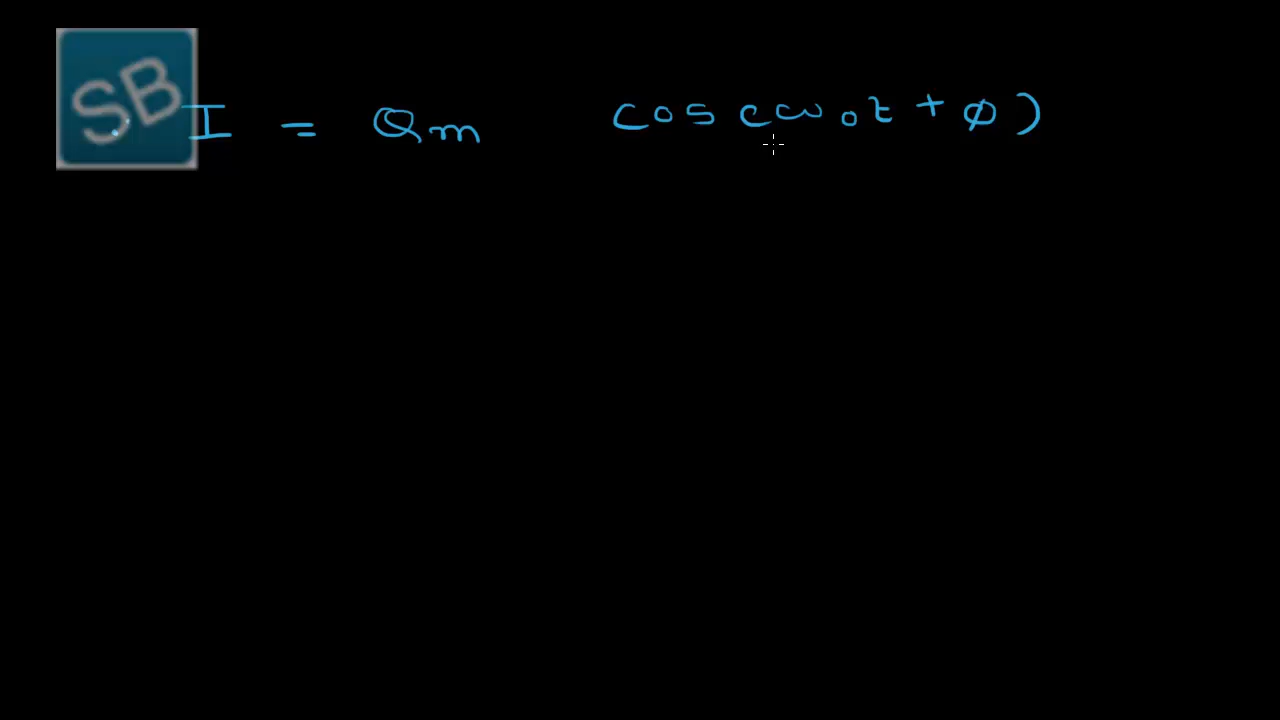 SB
I = Qm cos(ω₀t + φ)